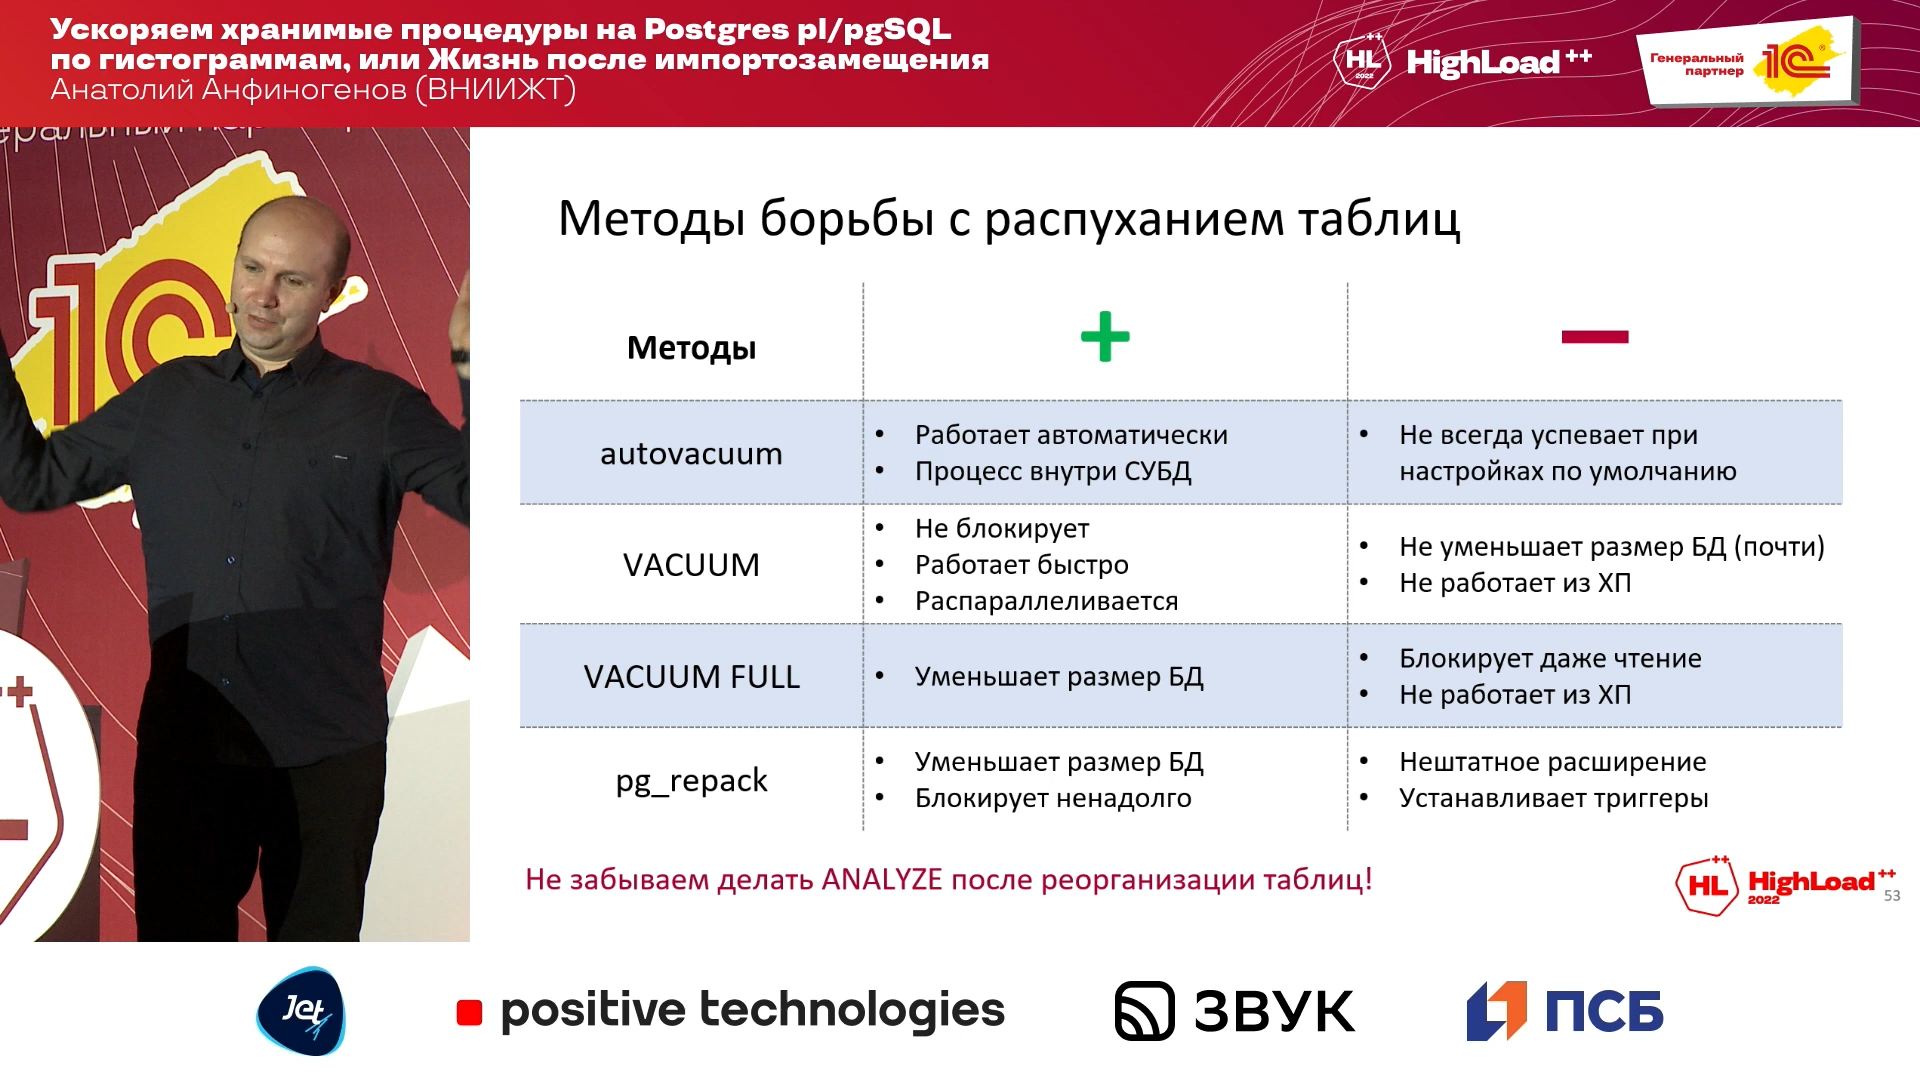 Ускоряем хранимые процедуры на Postgres pl/pgSQL
по гистограммам, или Жизнь после импортозамещения
Анатолий Анфиногенов (ВНИИЖТ)
HL++
2022
HighLoad++
Генеральный
партнер
1С
1С
Методы борьбы с распуханием таблиц
Методы
+
−
autovacuum
• Работает автоматически
• Процесс внутри СУБД
• Не всегда успевает при
настройках по умолчанию
VACUUM
• Не блокирует
• Работает быстро
• Распараллеливается
• Не уменьшает размер БД (почти)
• Не работает из ХП
VACUUM FULL
• Уменьшает размер БД
• Блокирует даже чтение
• Не работает из ХП
pg_repack
• Уменьшает размер БД
• Блокирует ненадолго
• Нештатное расширение
• Устанавливает триггеры
Не забываем делать ANALYZE после реорганизации таблиц!
HL++
HighLoad++
2022
53
Jet
positive technologies
ЗВУК
ПСБ